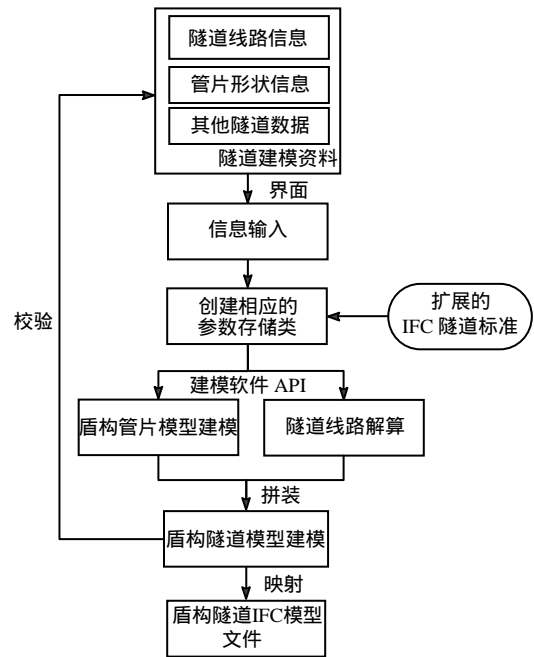 隧道线路信息
管片形状信息
其他隧道数据
隧道建模资料
界面
信息输入
创建相应的
参数存储类
扩展的
IFC 隧道标准
校验
建模软件 API
盾构管片模型建模
隧道线路解算
拼装
盾构隧道模型建模
映射
盾构隧道IFC模型
文件